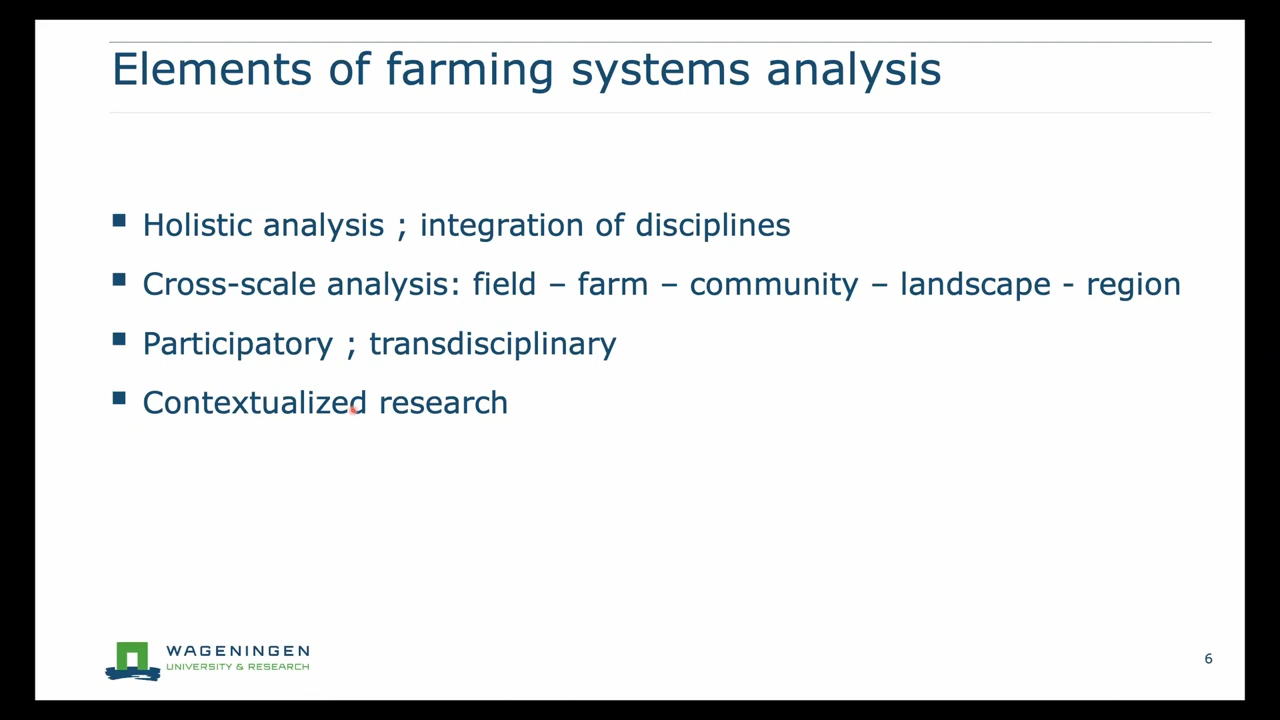 Elements of farming systems analysis
Holistic analysis ; integration of disciplines
Cross-scale analysis: field – farm – community – landscape - region
Participatory ; transdisciplinary
Contextualized research
WAGENINGEN
UNIVERSITY & RESEARCH
6